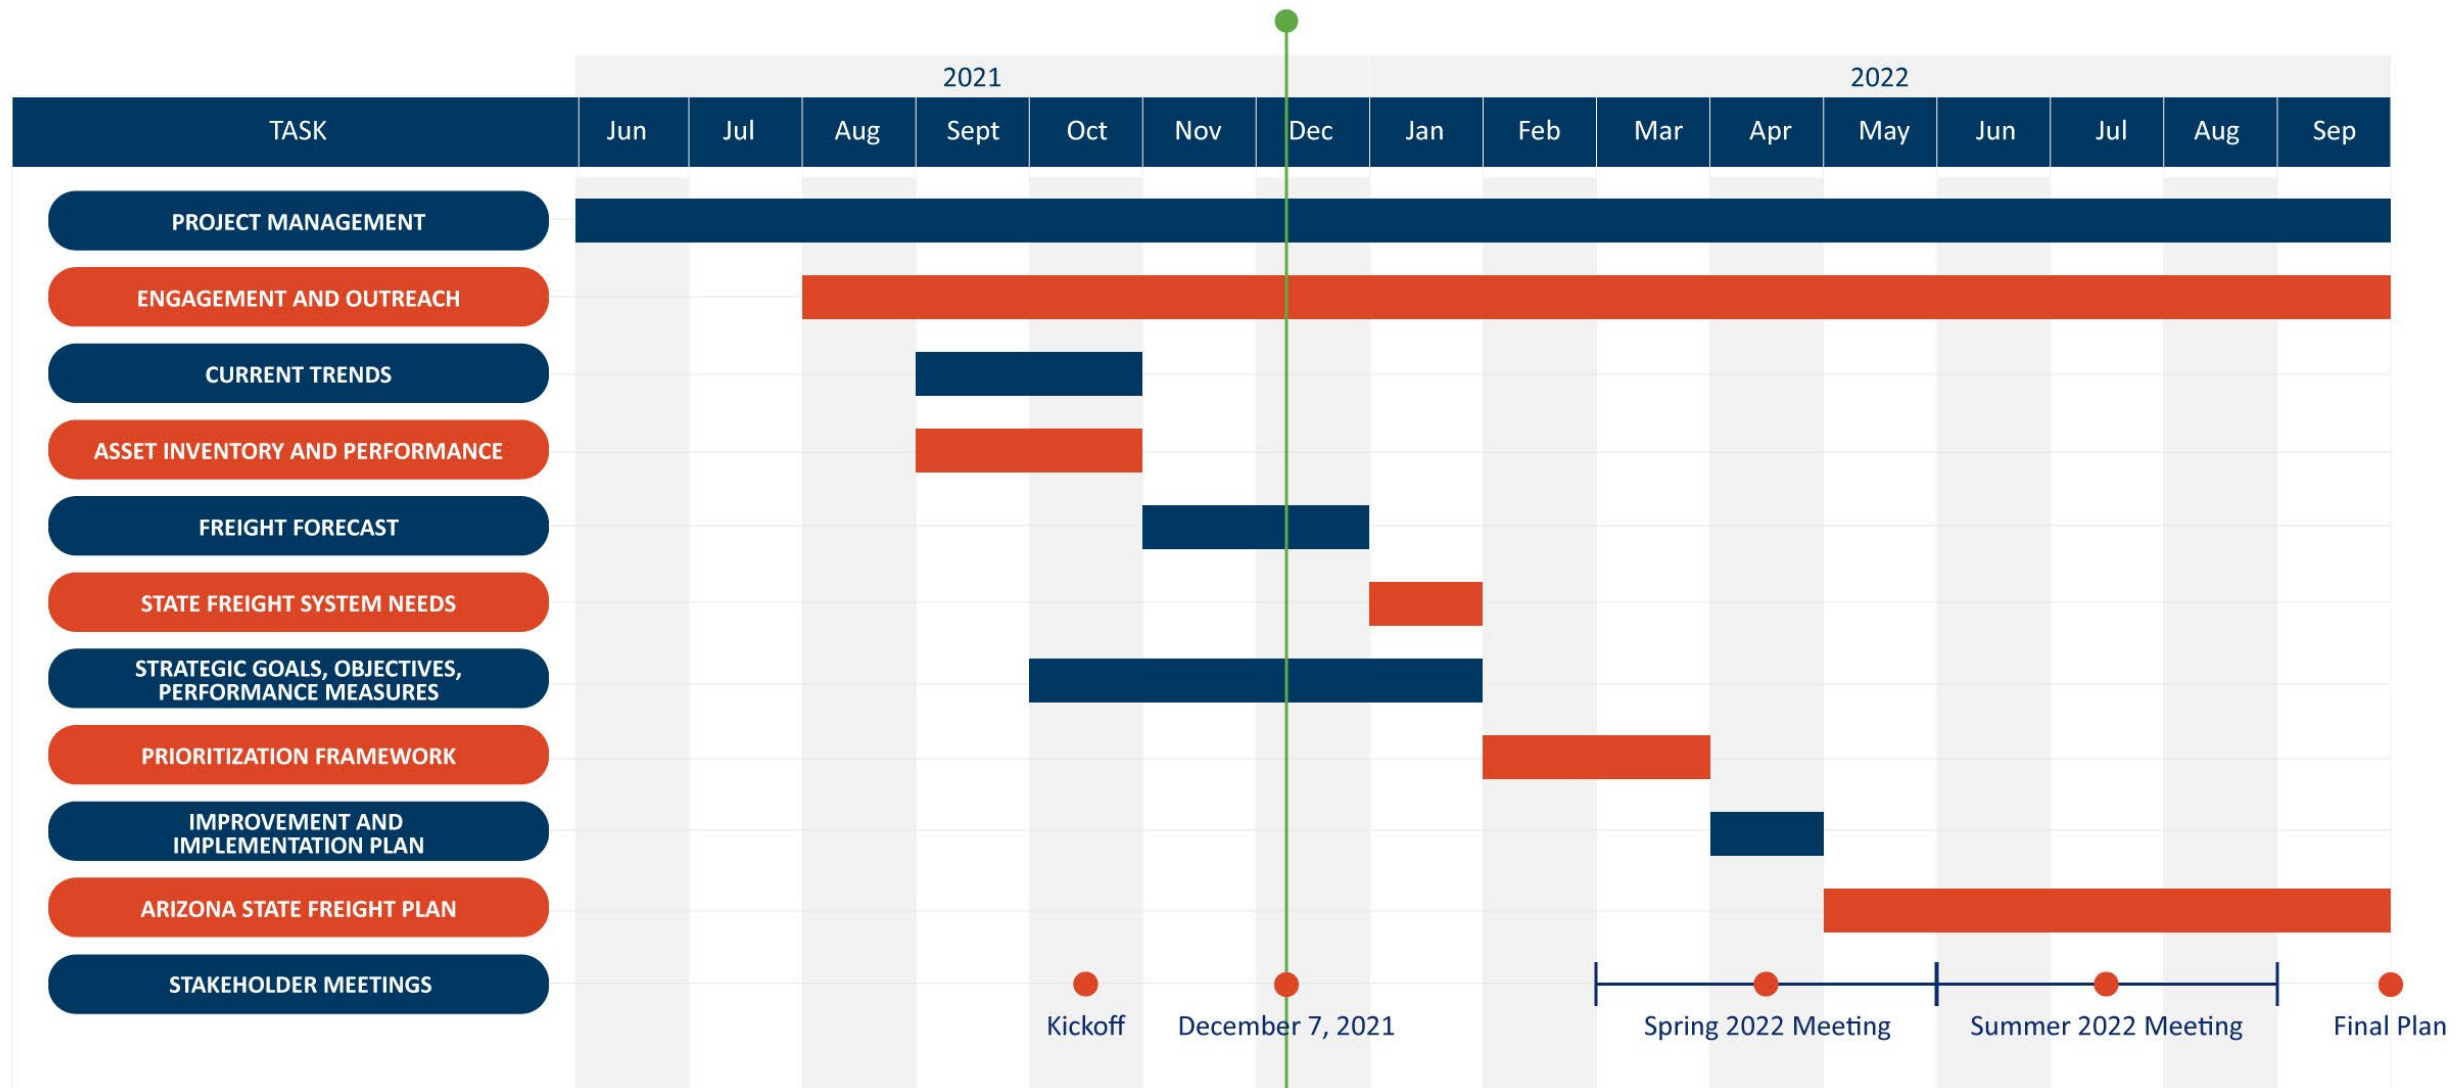 2021
2022
TASK
Jun
Jul
Aug
Sept
Oct
Nov
Dec
Jan
Feb
Mar
Apr
May
Jun
Jul
Aug
Sep
PROJECT MANAGEMENT
ENGAGEMENT AND OUTREACH
CURRENT TRENDS
ASSET INVENTORY AND PERFORMANCE
FREIGHT FORECAST
STATE FREIGHT SYSTEM NEEDS
STRATEGIC GOALS, OBJECTIVES,
PERFORMANCE MEASURES
PRIORITIZATION FRAMEWORK
IMPROVEMENT AND
IMPLEMENTATION PLAN
ARIZONA STATE FREIGHT PLAN
STAKEHOLDER MEETINGS
Kickoff
December 7, 2021
Spring 2022 Meeting
Summer 2022 Meeting
Final Plan